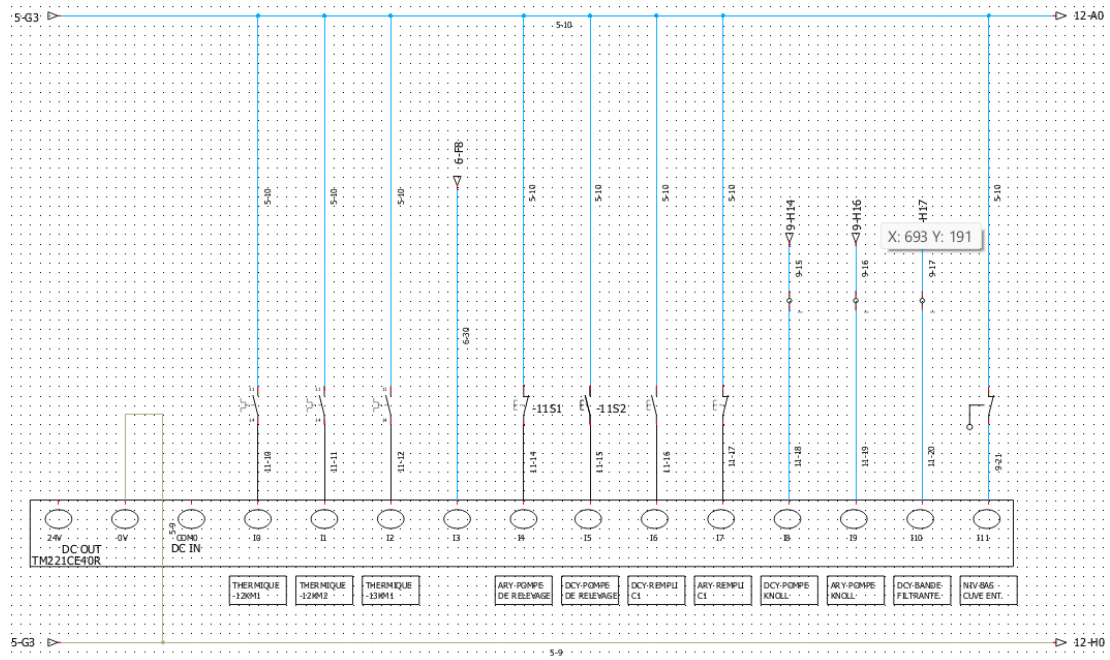 5-G3
12-A0
5-10
6-F8
5-10
5-10
5-10
5-10
5-10
5-10
5-10
5-10
9-H14
9-H16
-H17
X: 693 Y: 191
9-15
9-16
9-17
6-30
13
13
14
14
-11S1
-11S2
11-10
11-11
11-12
11-14
11-15
11-16
11-17
11-18
11-19
11-20
9-21
5-9
24V
0V
COM0
I0
I1
I2
I3
I4
I5
I6
I7
I8
I9
I10
I11
DC OUT
DC IN
TM221CE40R
THERMIQUE
-12KM1
THERMIQUE
-12KM2
THERMIQUE
-13KM1
ARY-POMPE
DE RELEVAGE
DCY-POMPE
DE RELEVAGE
DCY-REMPLI
C1
ARY REMPLI
C1
DCY-POMPE
KNOLL
ARY-POMPE
KNOLL
DCY-BANDE
FILTRANTE
NIV-BAS
CUVE ENT.
5-G3
12-H0
5-9